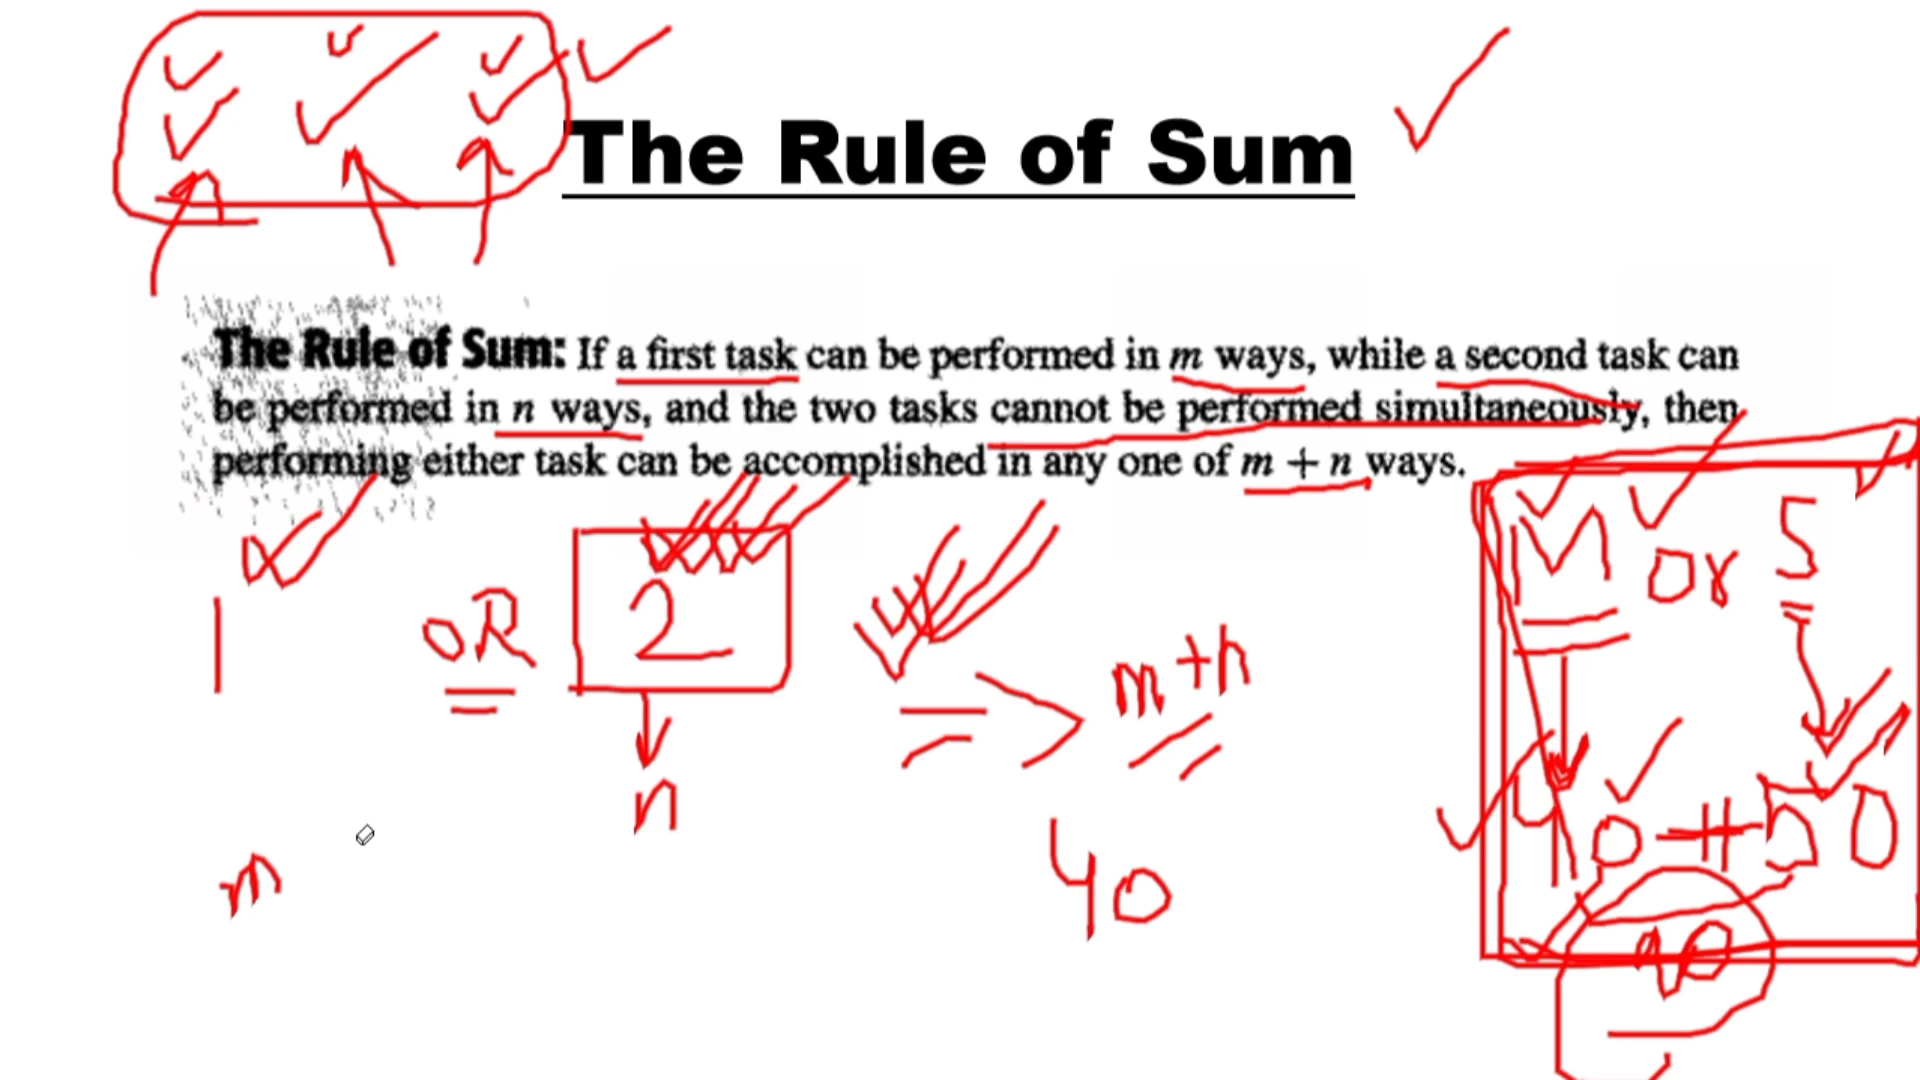 The Rule of Sum
The Rule of Sum: If a first task can be performed in m ways, while a second task can
be performed in n ways, and the two tasks cannot be performed simultaneously, then
performing either task can be accomplished in any one of m + n ways.
1 OR 2 => m+n
M or S
n
m
40
40 + 50
90